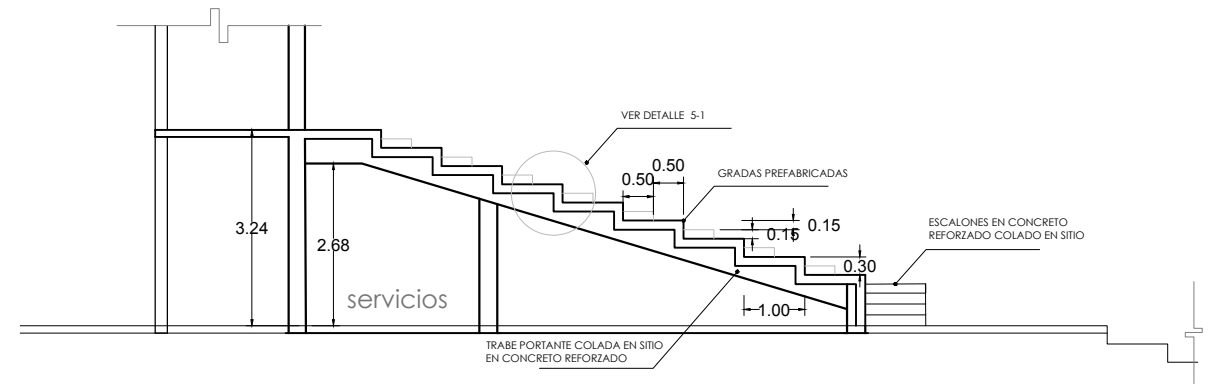 VER DETALLE 5-1
0.50
0.50
GRADAS PREFABRICADAS
0.15
0.15
ESCALONES EN CONCRETO
REFORZADO COLADO EN SITIO
3.24
2.68
0.30
servicios
1.00
TRABE PORTANTE COLADA EN SITIO
EN CONCRETO REFORZADO